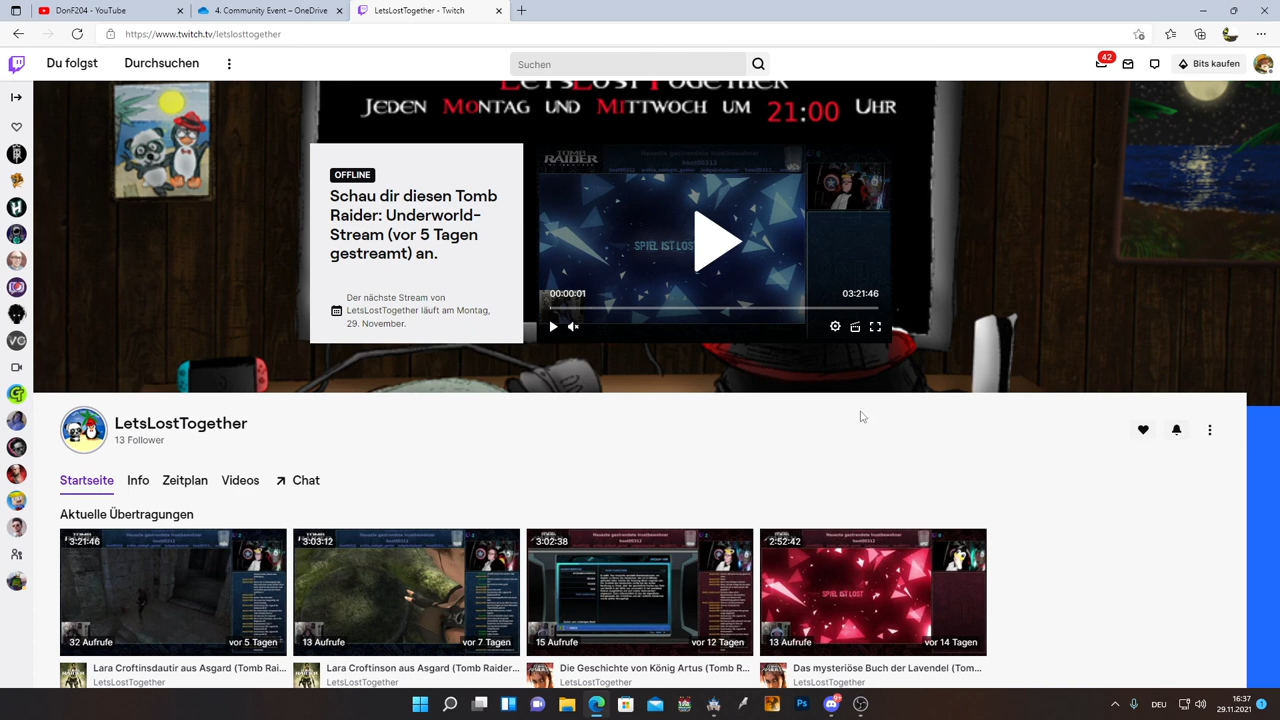 DonF204 - YouTube
4. Community Event – OneDrive
LetsLostTogether - Twitch
https://www.twitch.tv/letslosttogether
Du folgst
Durchsuchen
Suchen
42
Bits kaufen
LetsLostTogether
Jeden Montag und Mittwoch um 21:00 Uhr
OFFLINE
Schau dir diesen Tomb
Raider: Underworld-
Stream (vor 5 Tagen
gestreamt) an.
Der nächste Stream von
LetsLostTogether läuft am Montag,
29. November.
TOMB
RAIDER
SPIEL IST LOS
00:00:01
03:21:46
VC
LetsLostTogether
13 Follower
Startseite
Info
Zeitplan
Videos
Chat
Aktuelle Übertragungen
3:21:46
32 Aufrufe
vor 5 Tagen
3:03:12
13 Aufrufe
vor 7 Tagen
3:02:38
15 Aufrufe
vor 12 Tagen
2:52:42
SPIEL IST LOST
13 Aufrufe
vor 14 Tagen
Lara Croftinsdautir aus Asgard (Tomb Rai...
LetsLostTogether
Lara Croftinson aus Asgard (Tomb Raider...
LetsLostTogether
Die Geschichte von König Artus (Tomb R...
LetsLostTogether
Das mysteriöse Buch der Lavendel (Tom...
LetsLostTogether
DEU
16:37
29.11.2021
1